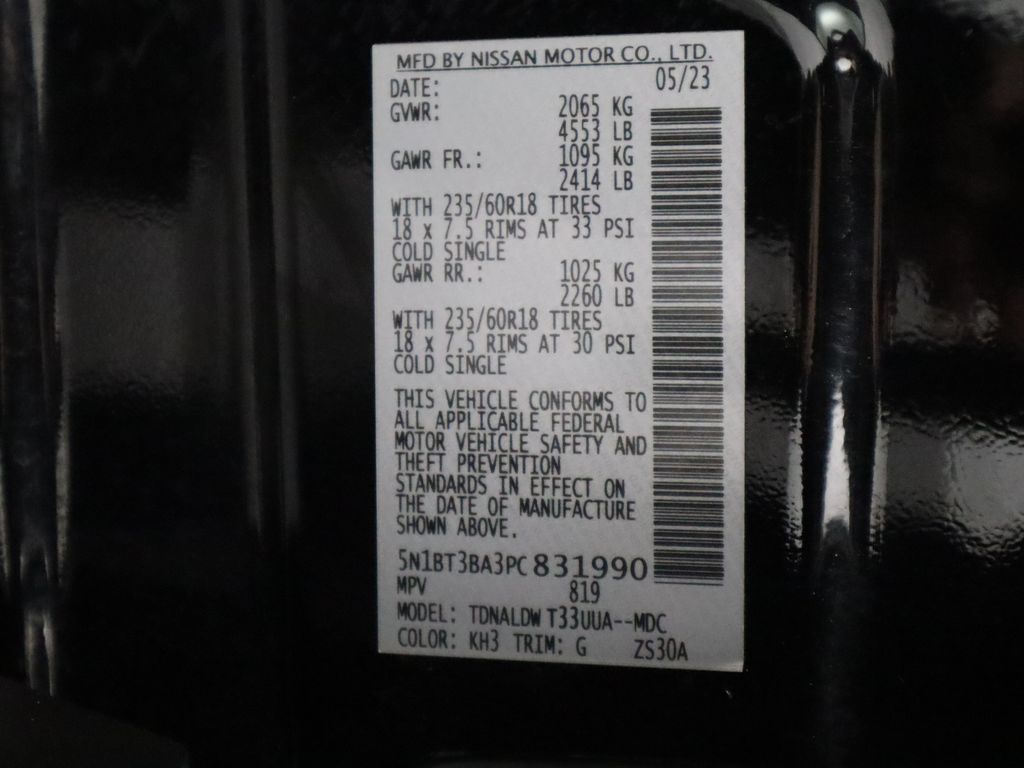 MFD BY NISSAN MOTOR CO., LTD.
DATE: 05/23
GVWR: 2065 KG
4553 LB
GAWR FR.: 1095 KG
2414 LB
WITH 235/60R18 TIRES
18 x 7.5 RIMS AT 33 PSI
COLD SINGLE
GAWR RR.: 1025 KG
2260 LB
WITH 235/60R18 TIRES
18 x 7.5 RIMS AT 30 PSI
COLD SINGLE
THIS VEHICLE CONFORMS TO
ALL APPLICABLE FEDERAL
MOTOR VEHICLE SAFETY AND
THEFT PREVENTION
STANDARDS IN EFFECT ON
THE DATE OF MANUFACTURE
SHOWN ABOVE.
5N1BT3BA3PC831990
MPV 819
MODEL: TDNALDW T33UUA--MDC
COLOR: KH3 TRIM: G ZS30A